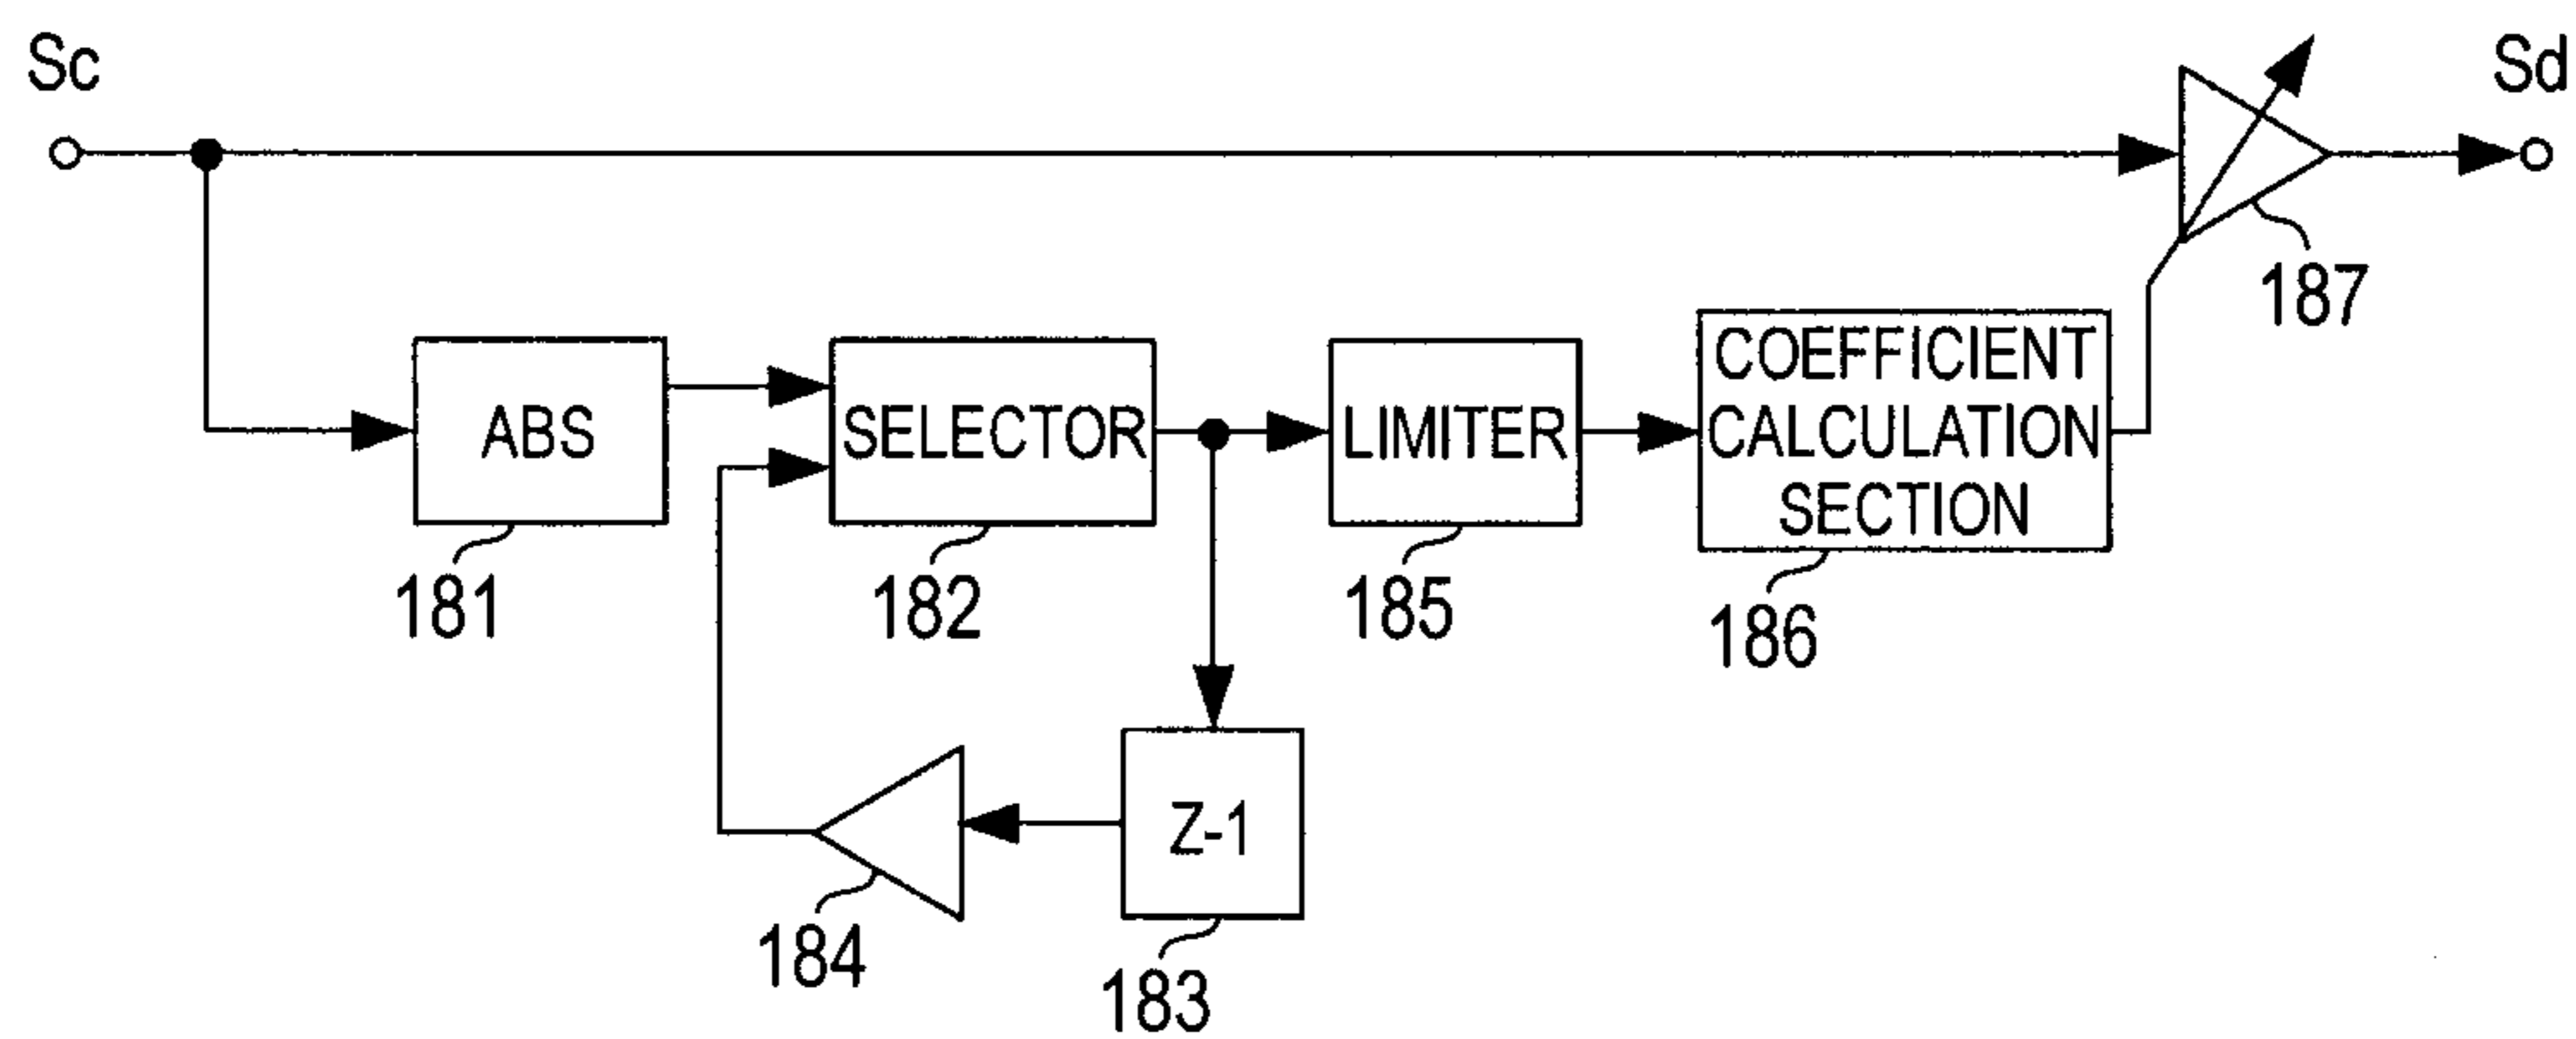 Sc
Sd
187
ABS
SELECTOR
LIMITER
COEFFICIENT
CALCULATION
SECTION
181
182
185
186
Z-1
184
183